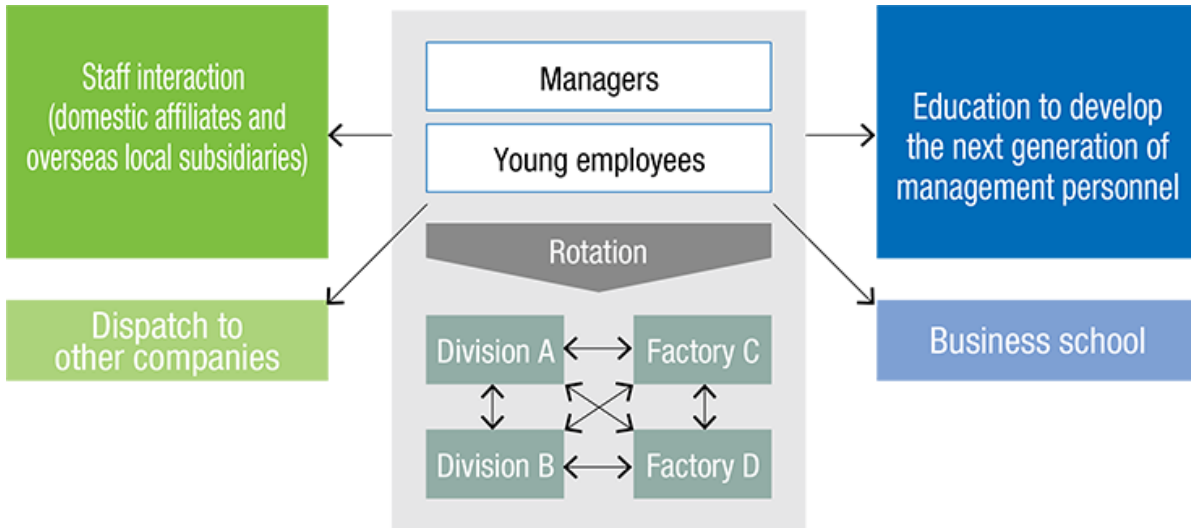 Staff interaction
(domestic affiliates and
overseas local subsidiaries)
Dispatch to
other companies
Managers
Young employees
Rotation
Division A
Factory C
Division B
Factory D
Education to develop
the next generation of
management personnel
Business school